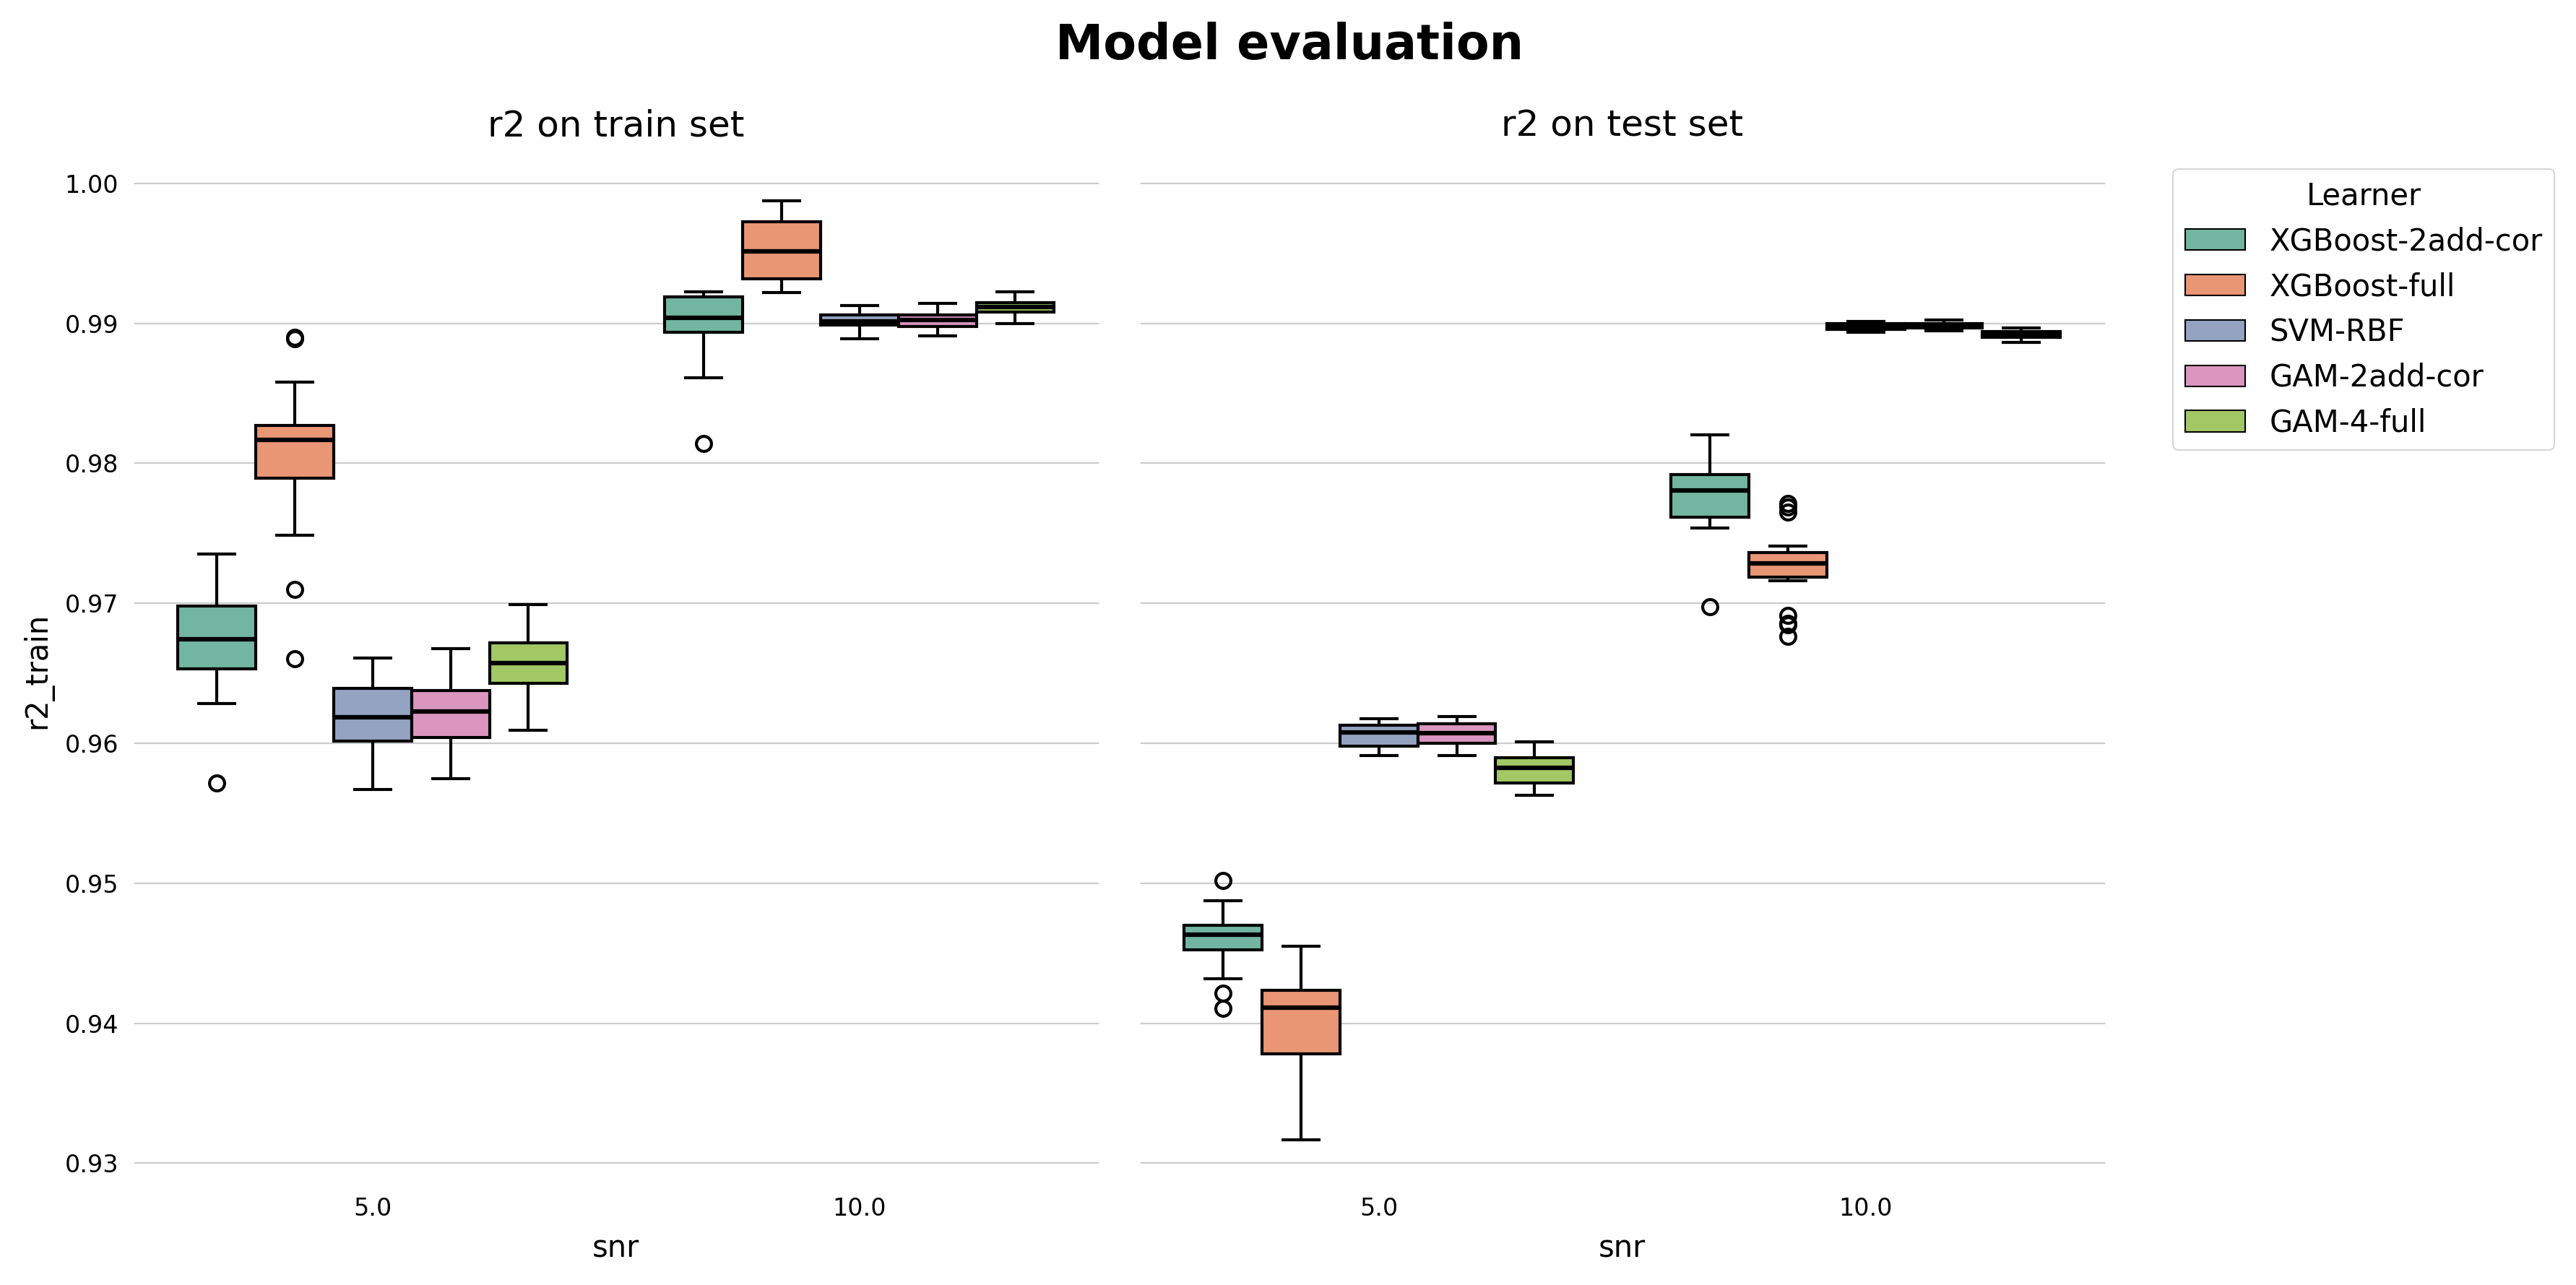 Model evaluation
r2 on train set
r2 on test set
1.00
0.99
0.98
0.97
0.96
0.95
0.94
0.93
r2_train
5.0
10.0
snr
5.0
10.0
snr
Learner
XGBoost-2add-cor
XGBoost-full
SVM-RBF
GAM-2add-cor
GAM-4-full